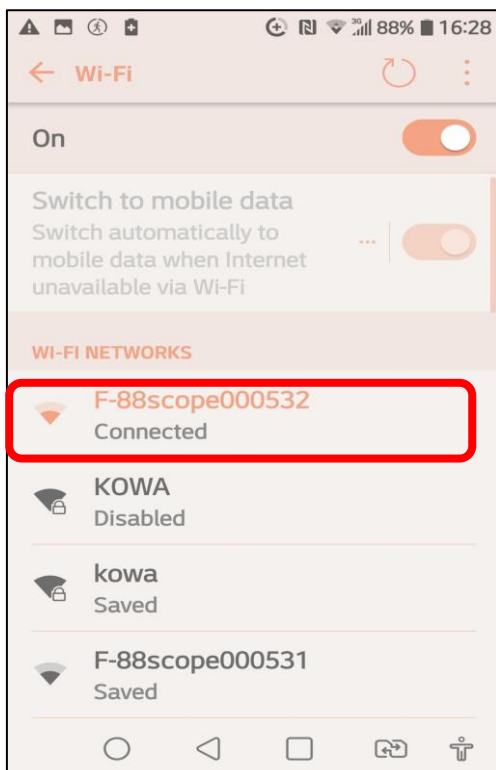 3G 88% 16:28
Wi-Fi
On
Switch to mobile data
Switch automatically to
mobile data when Internet
unavailable via Wi-Fi
...
WI-FI NETWORKS
F-88scope000532
Connected
KOWA
Disabled
kowa
Saved
F-88scope000531
Saved